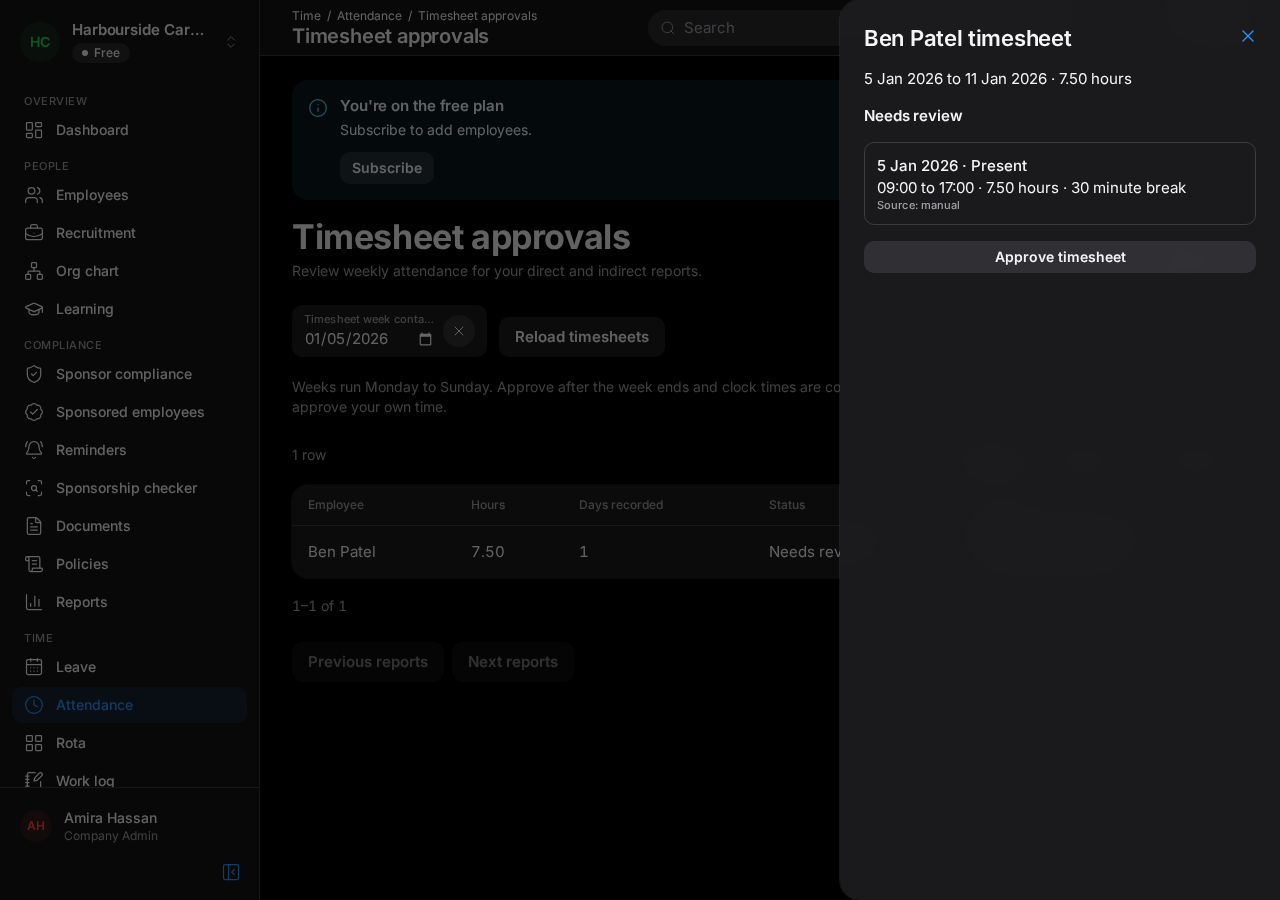 HC
Harbourside Car...
Free
OVERVIEW
Dashboard
PEOPLE
Employees
Recruitment
Org chart
Learning
COMPLIANCE
Sponsor compliance
Sponsored employees
Reminders
Sponsorship checker
Documents
Policies
Reports
TIME
Leave
Attendance
Rota
Work log
AH
Amira Hassan
Company Admin
Time / Attendance / Timesheet approvals
Timesheet approvals
Search
You're on the free plan
Subscribe to add employees.
Subscribe
Timesheet approvals
Review weekly attendance for your direct and indirect reports.
Timesheet week conta...
01/05/2026
Reload timesheets
Weeks run Monday to Sunday. Approve after the week ends and clock times are co
approve your own time.
1 row
Employee Hours Days recorded Status
Ben Patel 7.50 1 Needs rev
1–1 of 1
Previous reports
Next reports
Ben Patel timesheet
5 Jan 2026 to 11 Jan 2026 · 7.50 hours
Needs review
5 Jan 2026 · Present
09:00 to 17:00 · 7.50 hours · 30 minute break
Source: manual
Approve timesheet